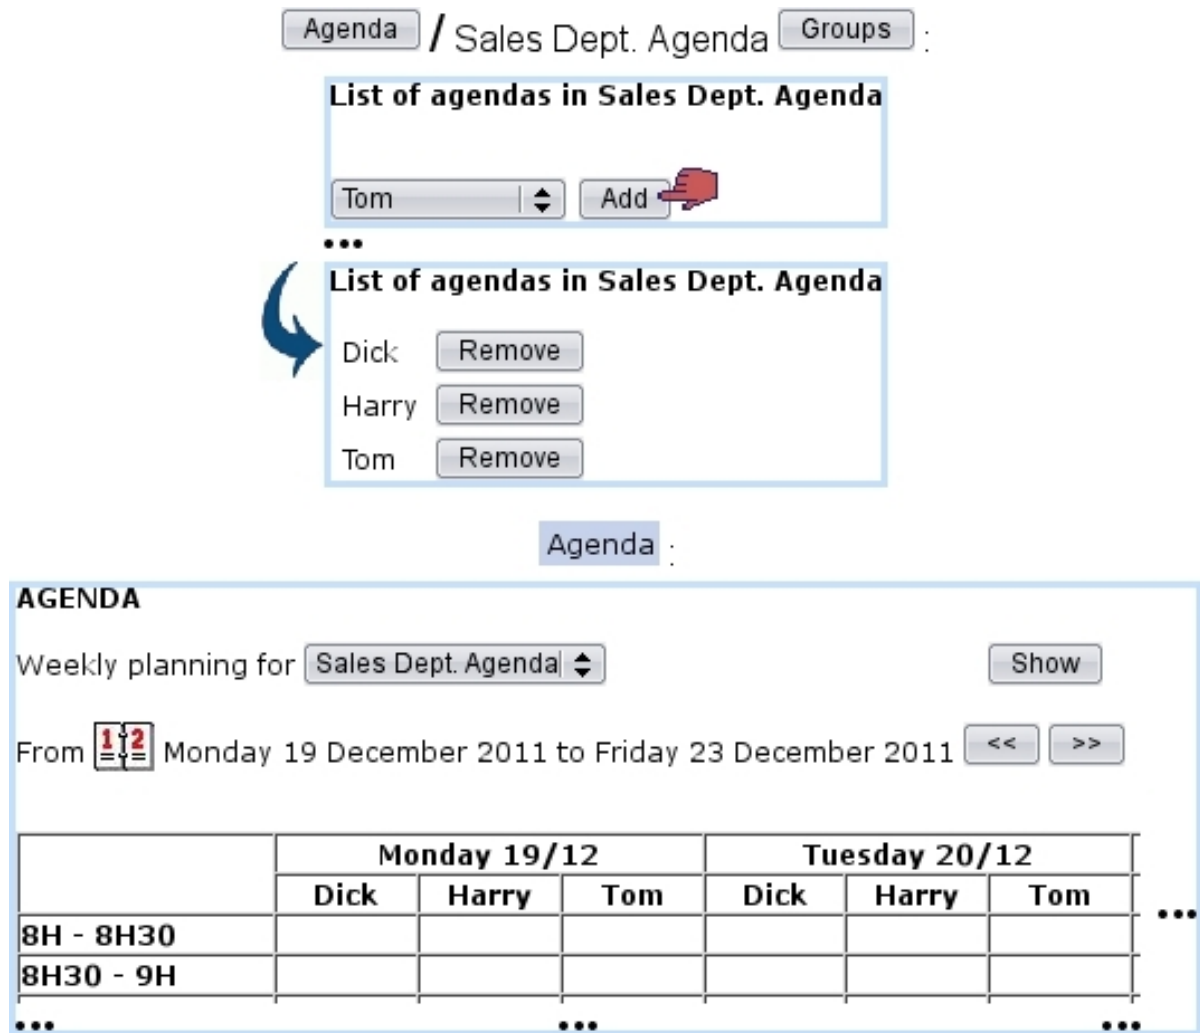 Agenda / Sales Dept. Agenda Groups :
List of agendas in Sales Dept. Agenda
Tom Add
...
List of agendas in Sales Dept. Agenda
Dick Remove
Harry Remove
Tom Remove
Agenda :
AGENDA
Weekly planning for Sales Dept. Agenda Show
From 1 2 Monday 19 December 2011 to Friday 23 December 2011 << >>
Monday 19/12 Tuesday 20/12
Dick Harry Tom Dick Harry Tom
...
8H - 8H30
8H30 - 9H
... ... ...